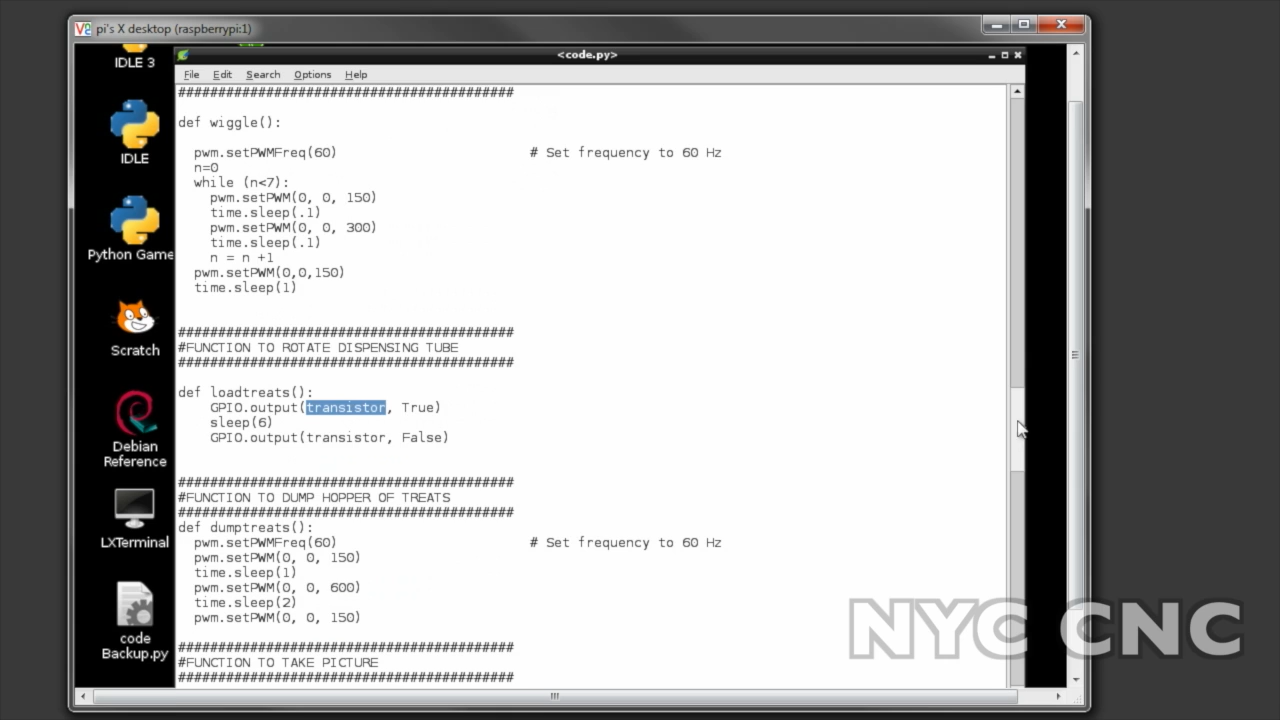 pi's X desktop (raspberrypi:1)
IDLE 3
IDLE
Python Game
Scratch
Debian
Reference
LXTerminal
code
Backup.py
<code.py>
File Edit Search Options Help
##########################################
def wiggle():
pwm.setPWMFreq(60) # Set frequency to 60 Hz
n=0
while (n<7):
pwm.setPWM(0, 0, 150)
time.sleep(.1)
pwm.setPWM(0, 0, 300)
time.sleep(.1)
n = n +1
pwm.setPWM(0,0,150)
time.sleep(1)
##########################################
#FUNCTION TO ROTATE DISPENSING TUBE
##########################################
def loadtreats():
GPIO.output(transistor, True)
sleep(6)
GPIO.output(transistor, False)
##########################################
#FUNCTION TO DUMP HOPPER OF TREATS
##########################################
def dumptreats():
pwm.setPWMFreq(60) # Set frequency to 60 Hz
pwm.setPWM(0, 0, 150)
time.sleep(1)
pwm.setPWM(0, 0, 600)
time.sleep(2)
pwm.setPWM(0, 0, 150)
##########################################
#FUNCTION TO TAKE PICTURE
##########################################
NYC CNC